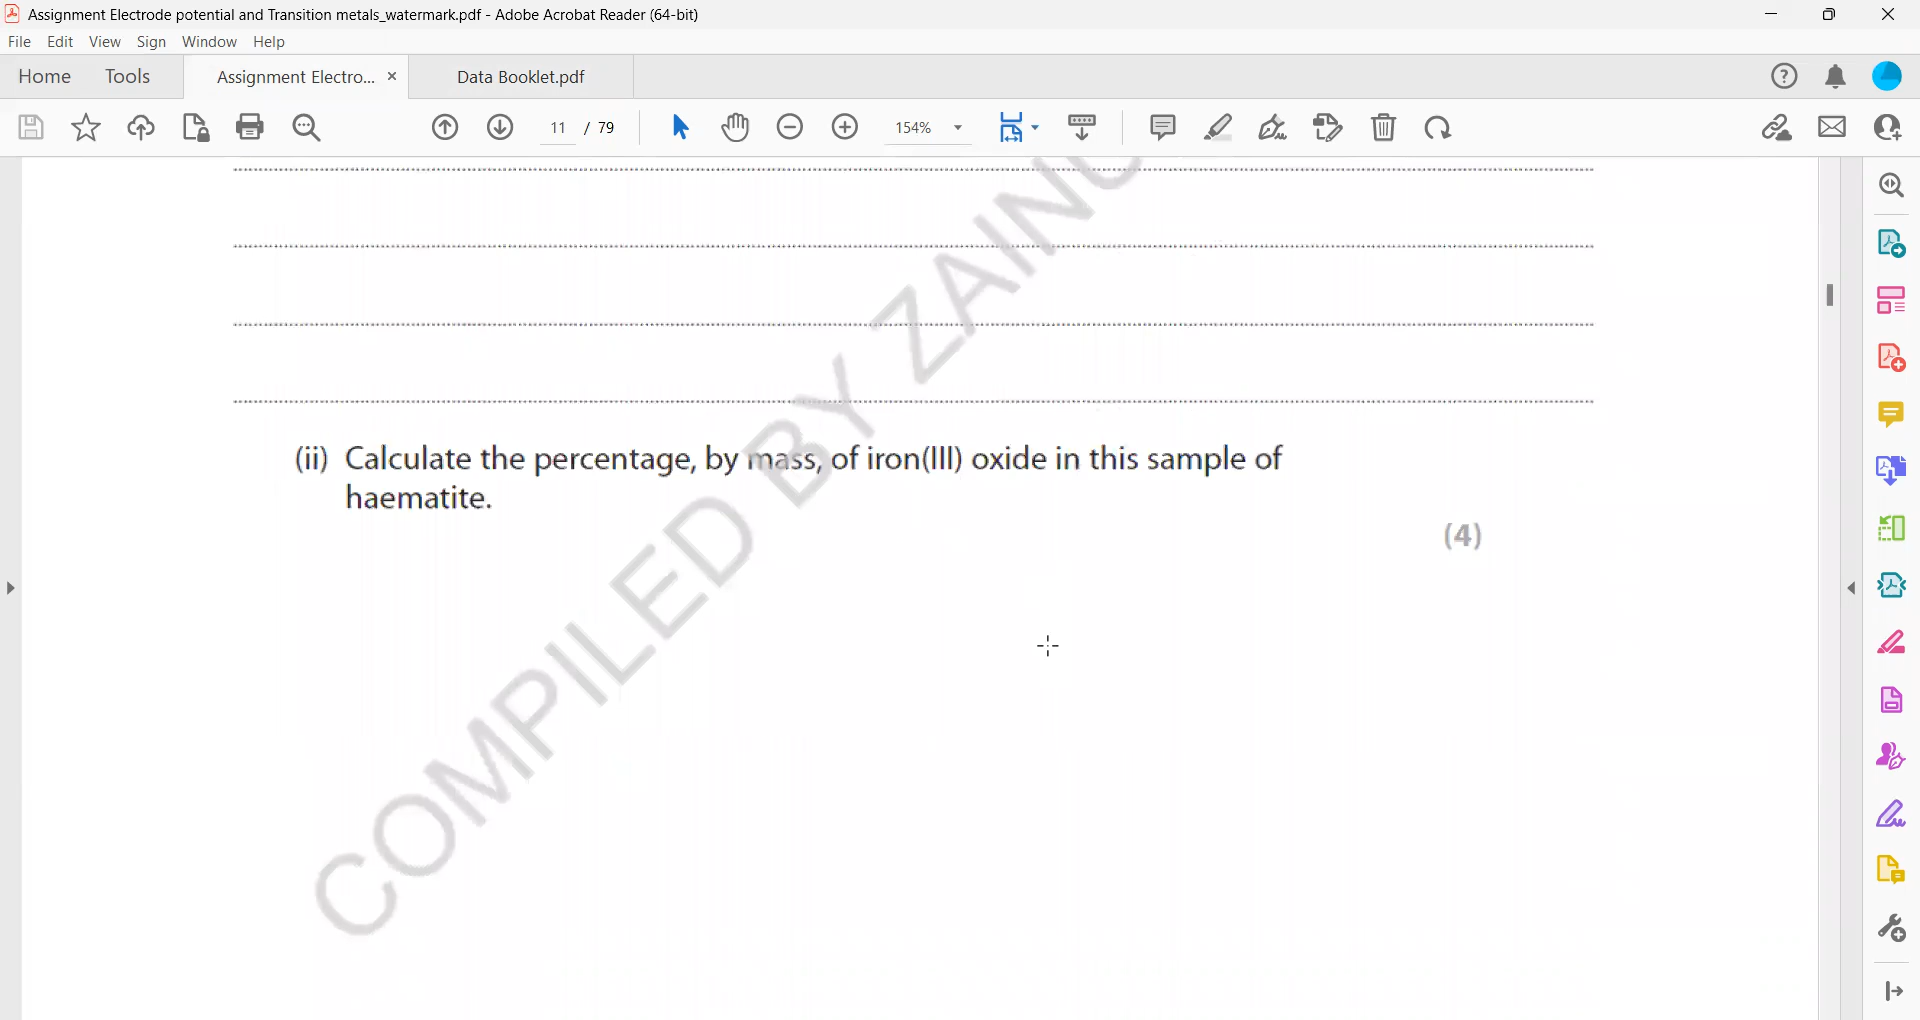 Assignment Electrode potential and Transition metals_watermark.pdf - Adobe Acrobat Reader (64-bit)
File Edit View Sign Window Help
Home Tools Assignment Electro... × Data Booklet.pdf
11 / 79 154%
(ii) Calculate the percentage, by mass, of iron(III) oxide in this sample of
haematite.
(4)
COMPILED BY